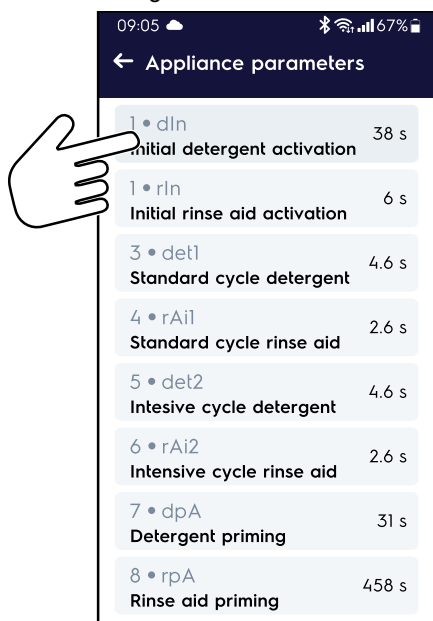 09:05 67%
← Appliance parameters
1 • dIn
Initial detergent activation 38 s
1 • rIn
Initial rinse aid activation 6 s
3 • det1
Standard cycle detergent 4.6 s
4 • rAi1
Standard cycle rinse aid 2.6 s
5 • det2
Intesive cycle detergent 4.6 s
6 • rAi2
Intensive cycle rinse aid 2.6 s
7 • dpA
Detergent priming 31 s
8 • rpA
Rinse aid priming 458 s